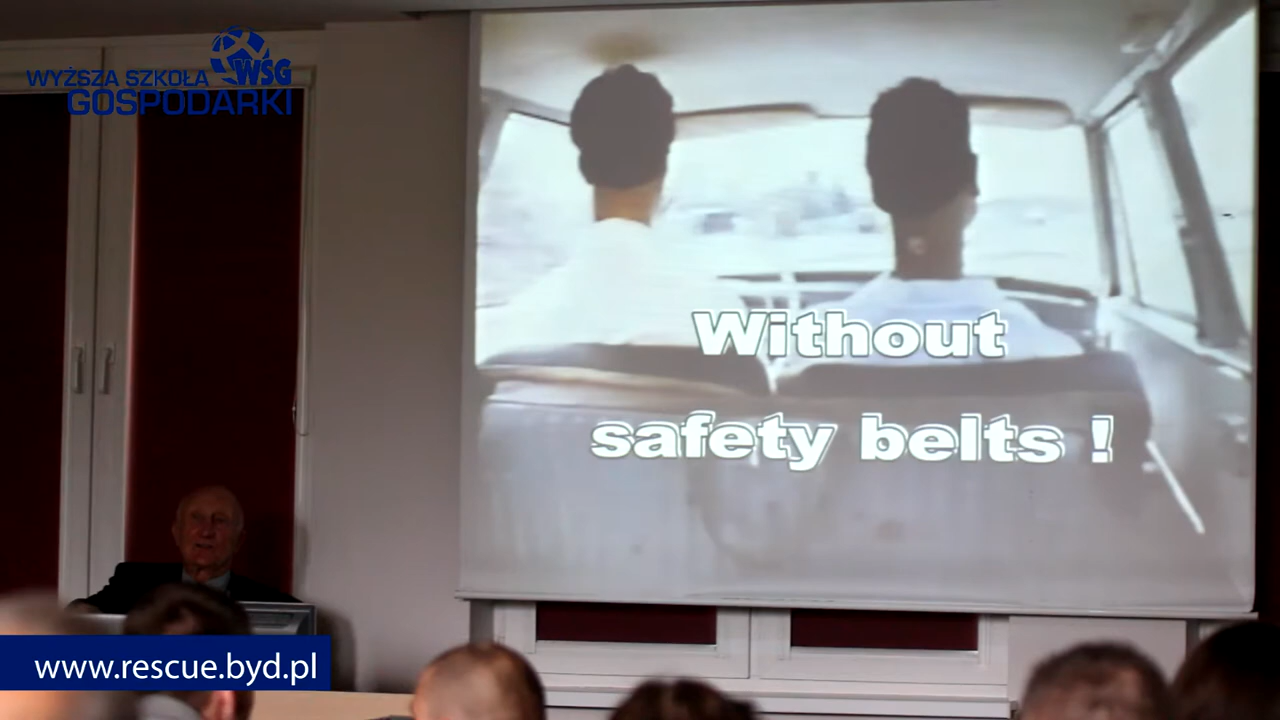 WYŻSZA SZKOŁA WSG
GOSPODARKI
Without
safety belts !
www.rescue.byd.pl